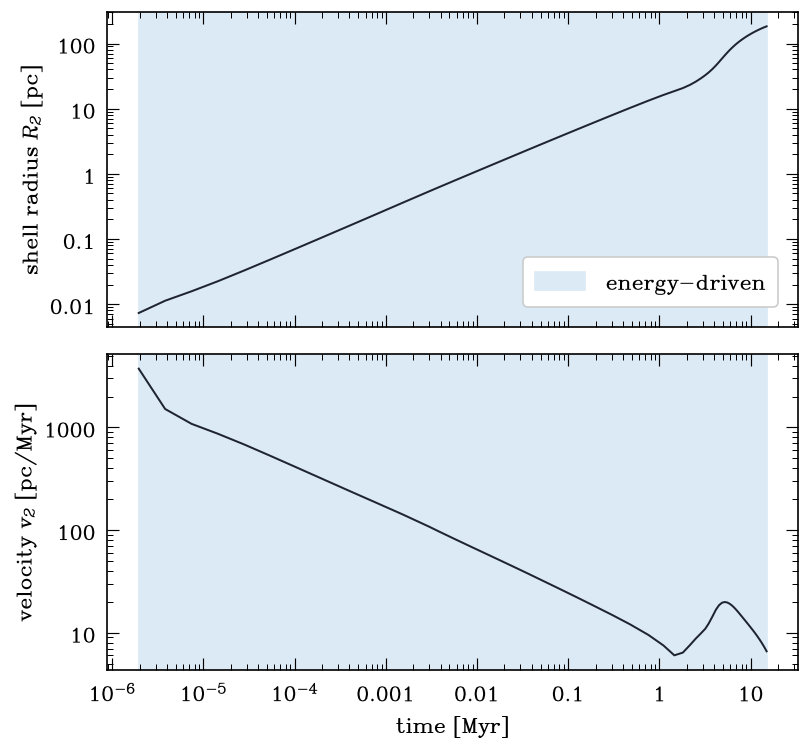 shell radius R₂ [pc]
100
10
1
0.1
0.01
energy−driven
velocity v₂ [pc/Myr]
1000
100
10
10⁻⁶ 10⁻⁵ 10⁻⁴ 0.001 0.01 0.1 1 10
time [Myr]